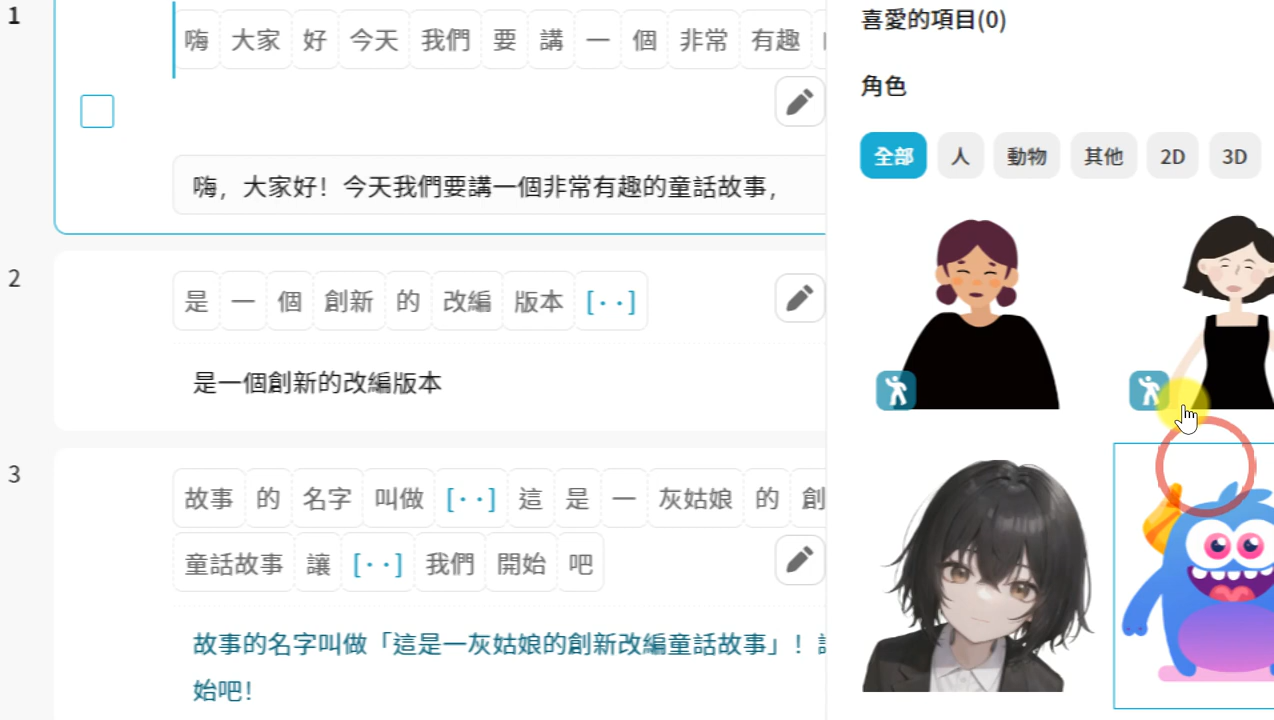 1
嗨 大家 好 今天 我們 要 講 一 個 非常 有趣
嗨，大家好！今天我們要講一個非常有趣的童話故事，
2
是 一 個 創新 的 改編 版本 [··]
是一個創新的改編版本
3
故事 的 名字 叫做 [··] 這 是 一 灰姑娘 的 創
童話故事 讓 [··] 我們 開始 吧
故事的名字叫做「這是一灰姑娘的創新改編童話故事」！
始吧！
喜愛的項目(0)
角色
全部 人 動物 其他 2D 3D